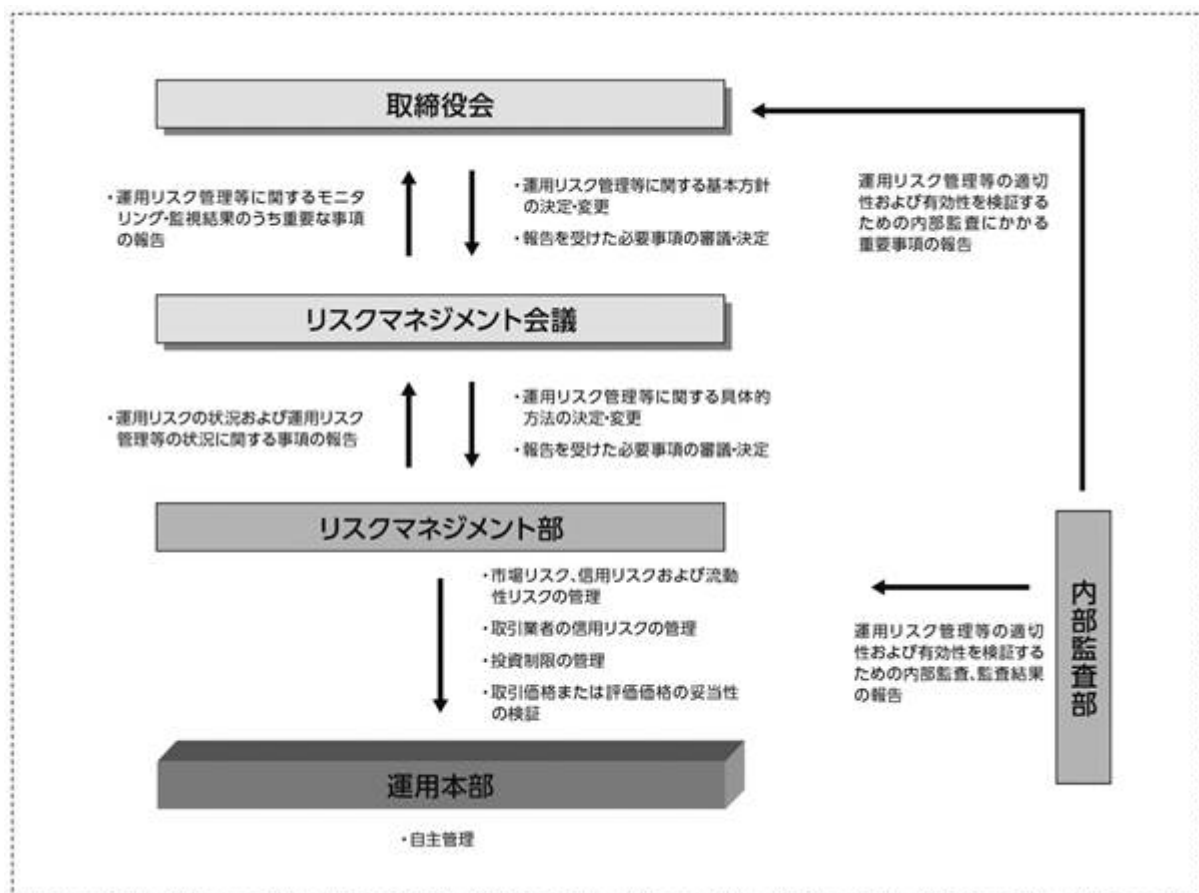 取締役会
・運用リスク管理等に関するモニタ
リング・監視結果のうち重要な事項
の報告
・運用リスク管理等に関する基本方針
の決定・変更
・報告を受けた必要事項の審議・決定
運用リスク管理等の適切
性および有効性を検証する
ための内部監査にかかる
重要事項の報告
リスクマネジメント会議
・運用リスクの状況および運用リスク
管理等の状況に関する事項の報告
・運用リスク管理等に関する具体的
方法の決定・変更
・報告を受けた必要事項の審議・決定
リスクマネジメント部
・市場リスク、信用リスクおよび流動
性リスクの管理
・取引業者の信用リスクの管理
・投資制限の管理
・取引価格または評価価格の妥当性
の検証
運用リスク管理等の適切
性および有効性を検証する
ための内部監査、監査結果
の報告
内部監査部
運用本部
・自主管理